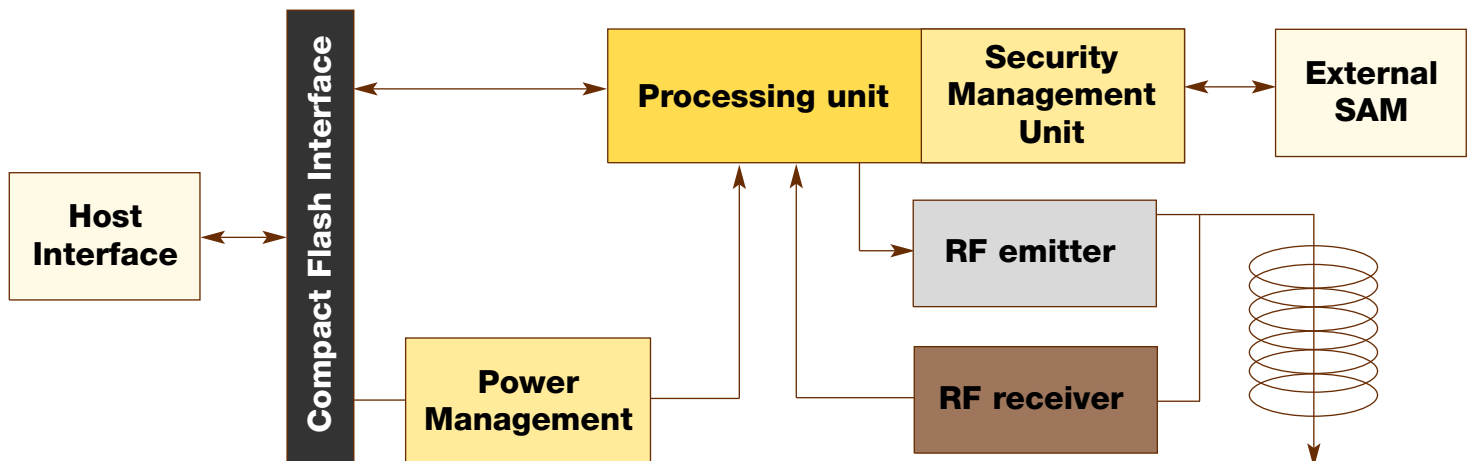 Host
Interface
Compact Flash Interface
Processing unit
Security
Management
Unit
External
SAM
RF emitter
Power
Management
RF receiver